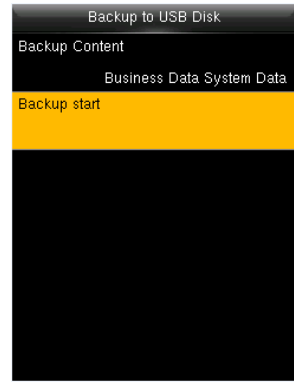 Backup to USB Disk
Backup Content
Business Data System Data
Backup start